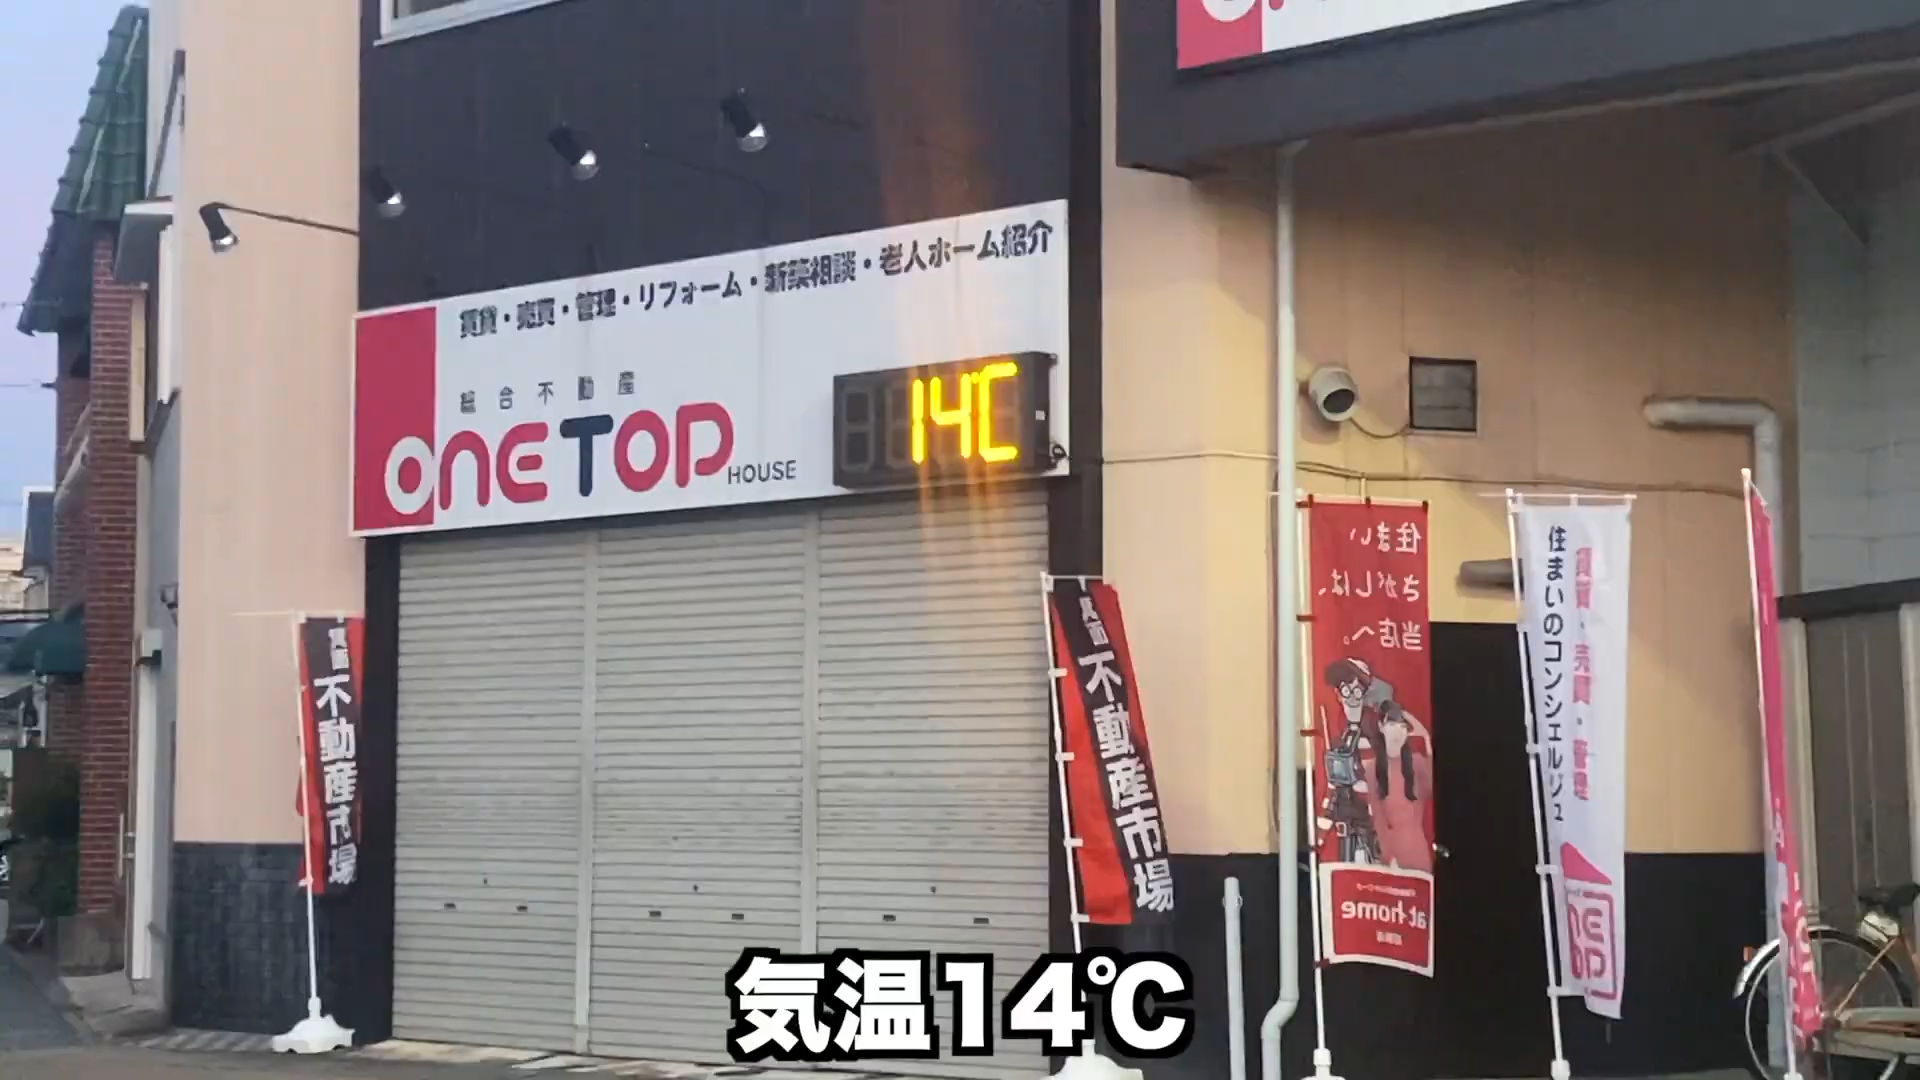 賃貸・売買・管理・リフォーム・新築相談・老人ホーム紹介
総合不動産
ONE TOP HOUSE
14℃
不動産市場
不動産市場
住まい
さがしは、
当店へ。
at home
賃貸・売買・管理
住まいのコンシェルジュ
気温14℃